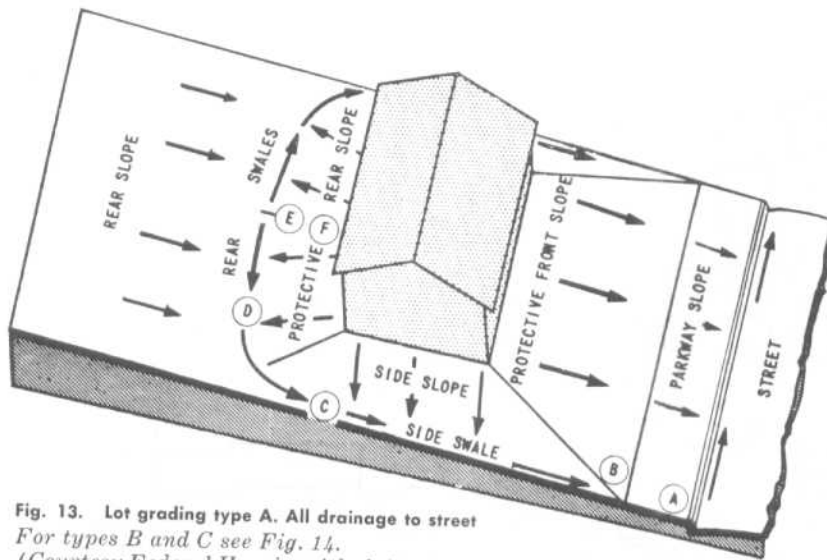 REAR SLOPE
SWALES
REAR
PROTECTIVE REAR SLOPE
E
F
D
C
SIDE SLOPE
SIDE SWALE
PROTECTIVE FRONT SLOPE
PARKWAY SLOPE
STREET
B
A
Fig. 13. Lot grading type A. All drainage to street
For types B and C see Fig. 14.